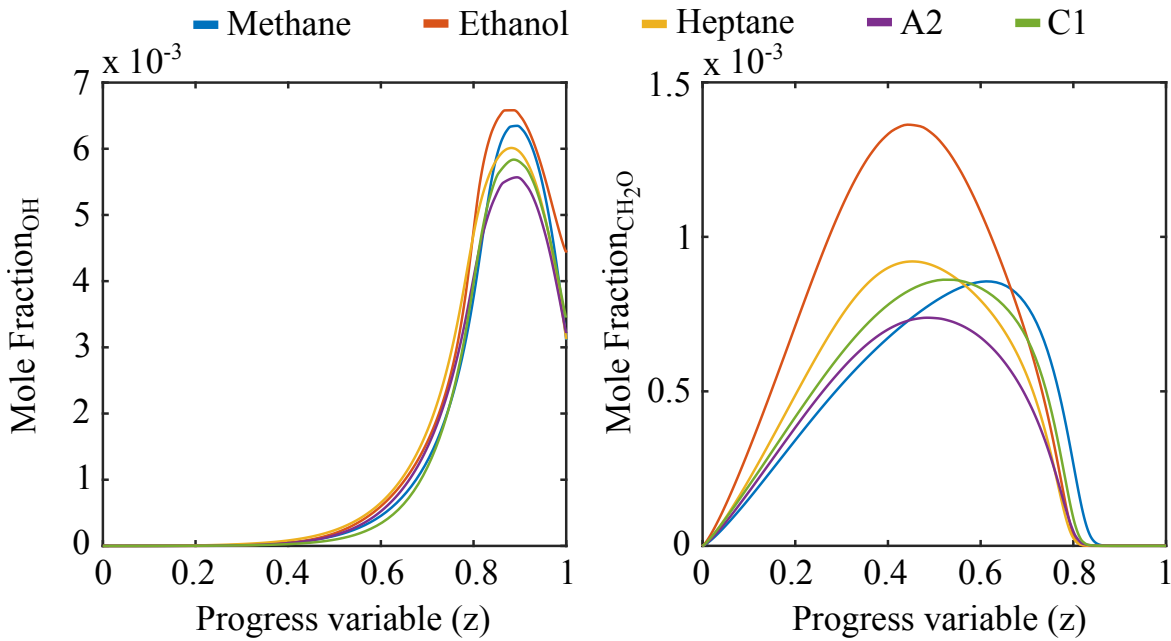 Methane Ethanol Heptane A2 C1
x 10⁻³
7
6
5
4
3
2
1
0
Mole Fraction_OH
0 0.2 0.4 0.6 0.8 1
Progress variable (z)
x 10⁻³
1.5
1
0.5
0
Mole Fraction_CH₂O
0 0.2 0.4 0.6 0.8 1
Progress variable (z)